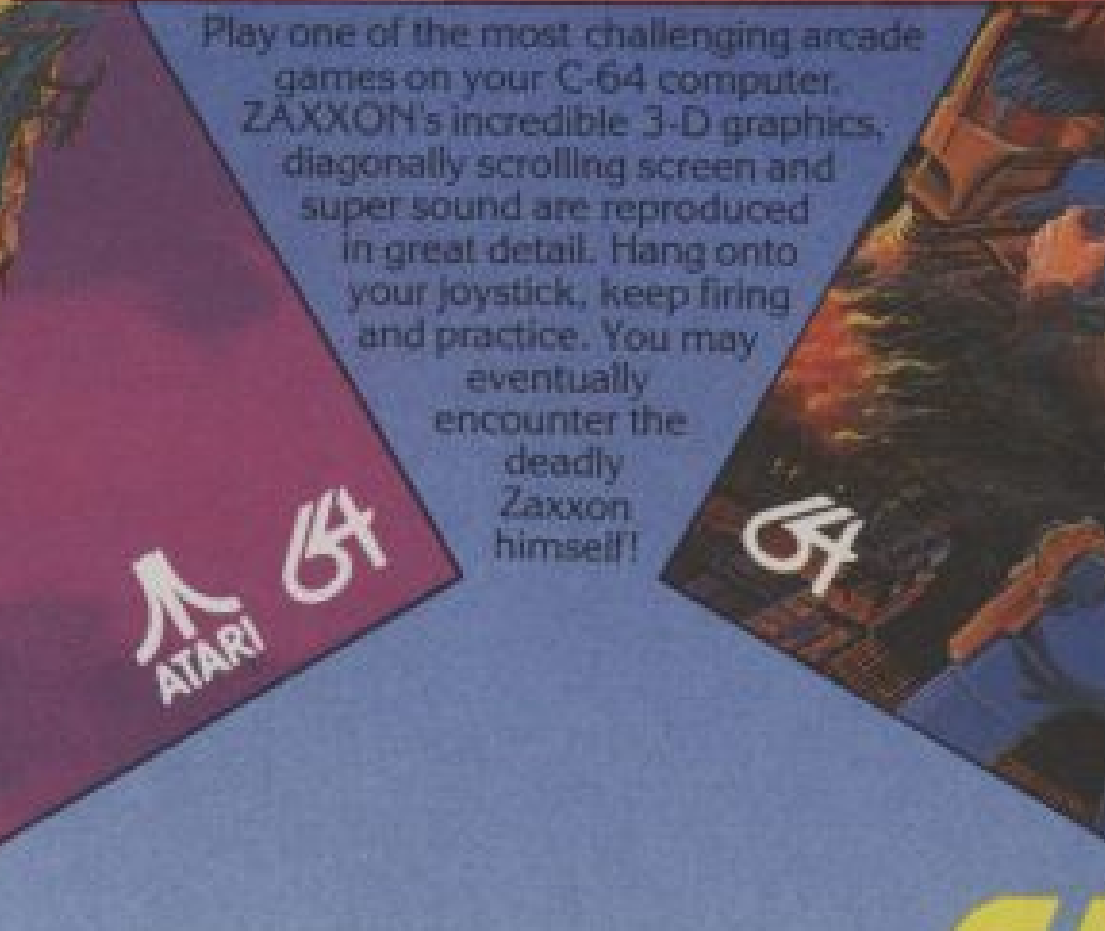 Play one of the most challenging arcade
games on your C-64 computer.
ZAXXON's incredible 3-D graphics,
diagonally scrolling screen and
super sound are reproduced
in great detail. Hang onto
your joystick, keep firing
and practice. You may
eventually
encounter the
deadly
Zaxxon
himself!
64
ATARI
64